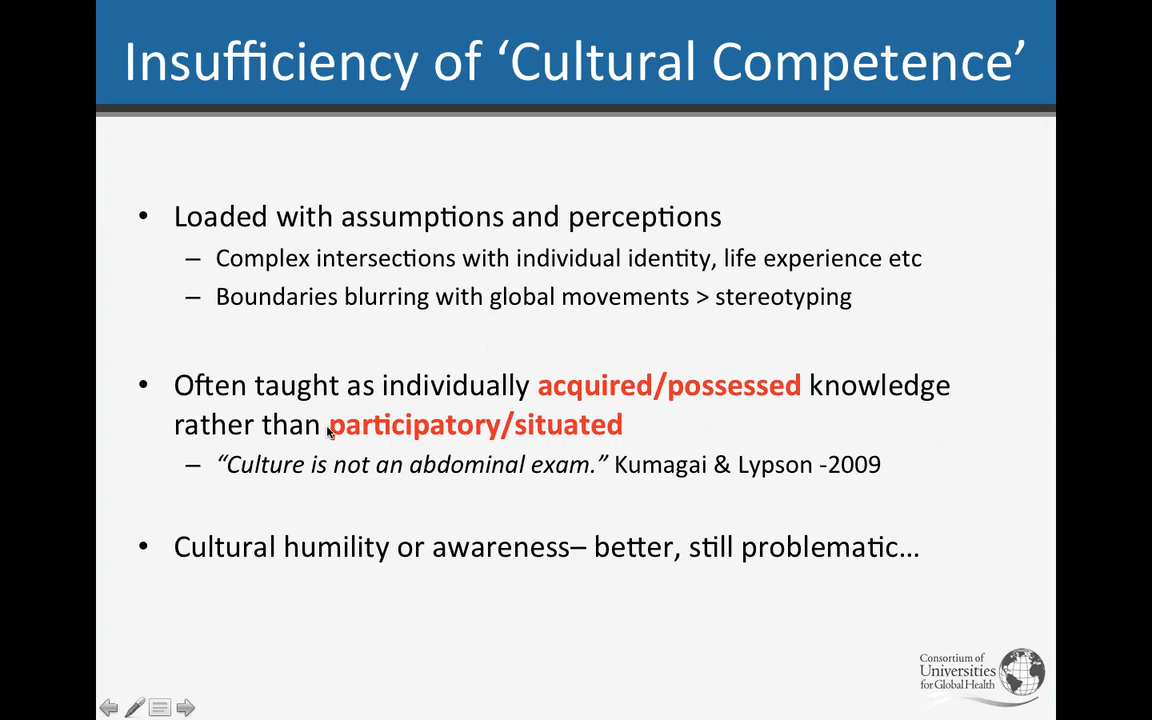 Insufficiency of ‘Cultural Competence’
• Loaded with assumptions and perceptions
– Complex intersections with individual identity, life experience etc
– Boundaries blurring with global movements > stereotyping
• Often taught as individually acquired/possessed knowledge
rather than participatory/situated
– “Culture is not an abdominal exam.” Kumagai & Lypson -2009
• Cultural humility or awareness– better, still problematic…
Consortium of
Universities
for Global Health